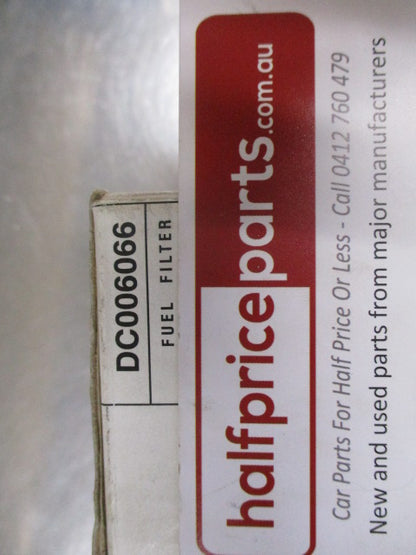 DC006066
FUEL FILTER
halfpriceparts.com.au
Car Parts For Half Price Or Less - Call 0412 760 479
New and used parts from major manufacturers